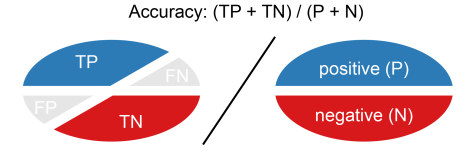 Accuracy: (TP + TN) / (P + N)
TP
FN
FP
TN
positive (P)
negative (N)